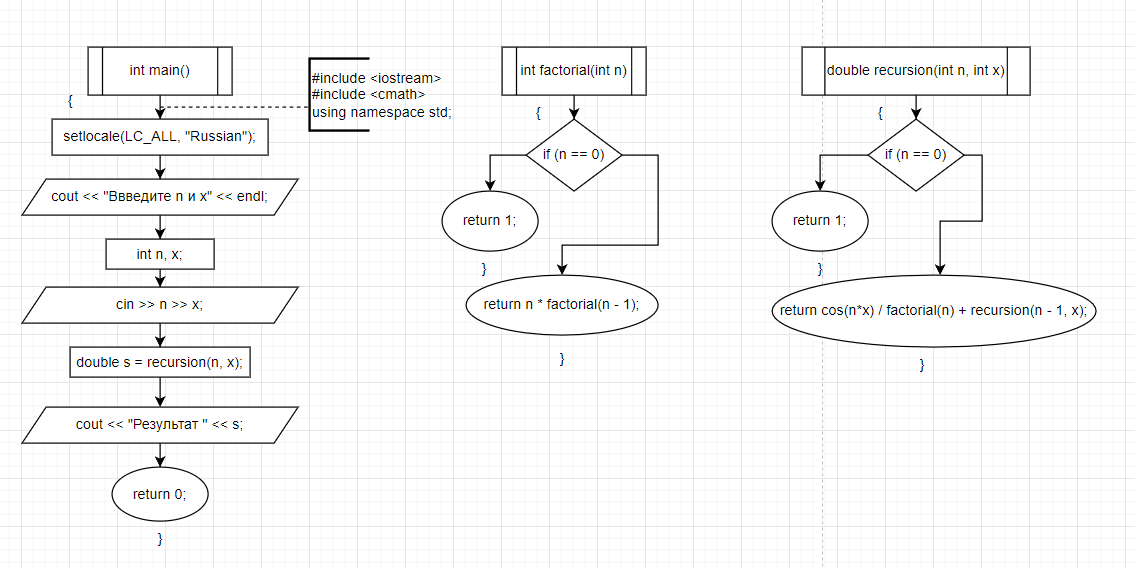 int main()
{
#include <iostream>
#include <cmath>
using namespace std;
setlocale(LC_ALL, "Russian");
cout << "Ввведите n и x" << endl;
int n, x;
cin >> n >> x;
double s = recursion(n, x);
cout << "Результат " << s;
return 0;
}
int factorial(int n)
{
if (n == 0)
return 1;
}
return n * factorial(n - 1);
}
double recursion(int n, int x)
{
if (n == 0)
return 1;
}
return cos(n*x) / factorial(n) + recursion(n - 1, x);
}